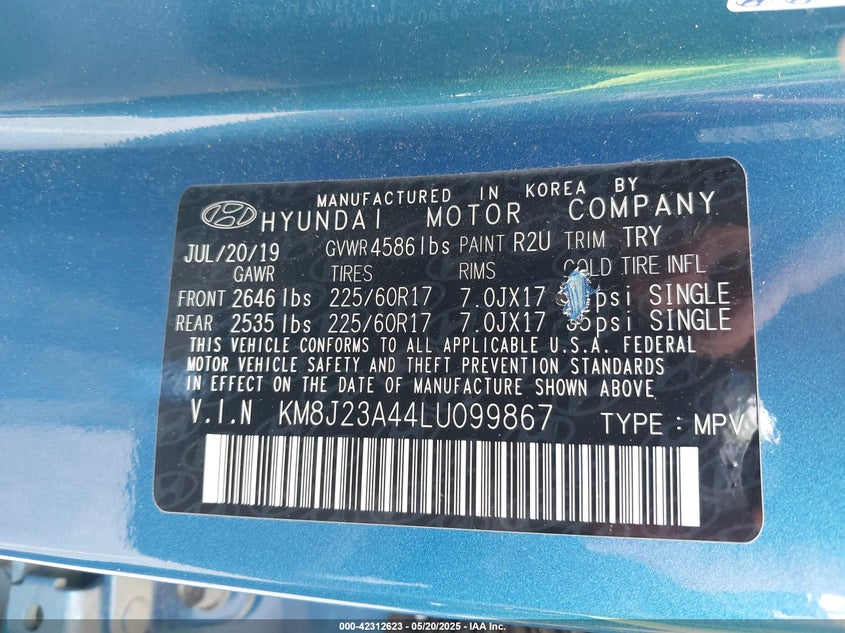 MANUFACTURED IN KOREA BY
HYUNDAI MOTOR COMPANY
JUL/20/19 GVWR 4586 lbs PAINT R2U TRIM TRY
GAWR TIRES RIMS COLD TIRE INFL
FRONT 2646 lbs 225/60R17 7.0JX17 psi SINGLE
REAR 2535 lbs 225/60R17 7.0JX17 35psi SINGLE
THIS VEHICLE CONFORMS TO ALL APPLICABLE U.S.A. FEDERAL
MOTOR VEHICLE SAFETY AND THEFT PREVENTION STANDARDS
IN EFFECT ON THE DATE OF MANUFACTURE SHOWN ABOVE
V.I.N KM8J23A44LU099867 TYPE : MPV
000-42312623 - 05/20/2025 - IAA Inc.